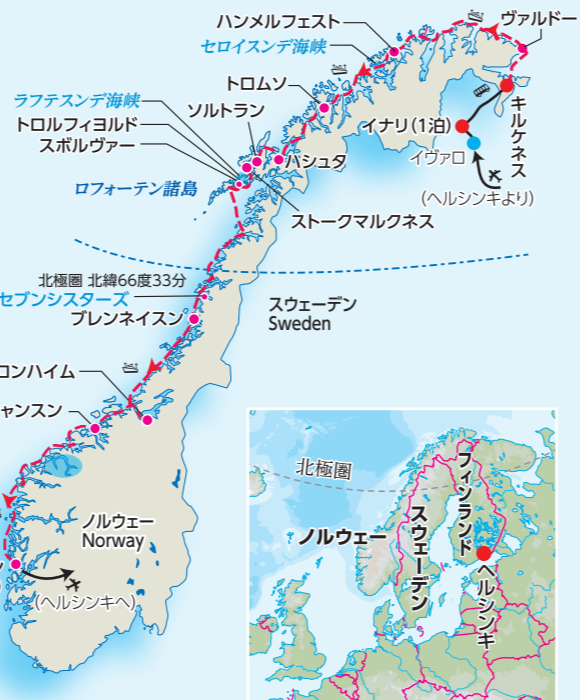 ハンメルフェスト
ヴァルドー
セロイスンデ海峡
トロムソ
ラフテスンデ海峡
ソルトラン
トロルフィヨルド
スボルヴァー
ハシュタ
イナリ(1泊)
キルケネス
イヴァロ
(ヘルシンキより)
ロフォーテン諸島
ストークマルクネス
北極圏 北緯66度33分
セブンシスターズ
ブレンネイスン
スウェーデン
Sweden
コンハイム
ャンスン
ノルウェー
Norway
(ヘルシンキへ)
北極圏
フィンランド
ノルウェー
スウェーデン
ヘルシンキ